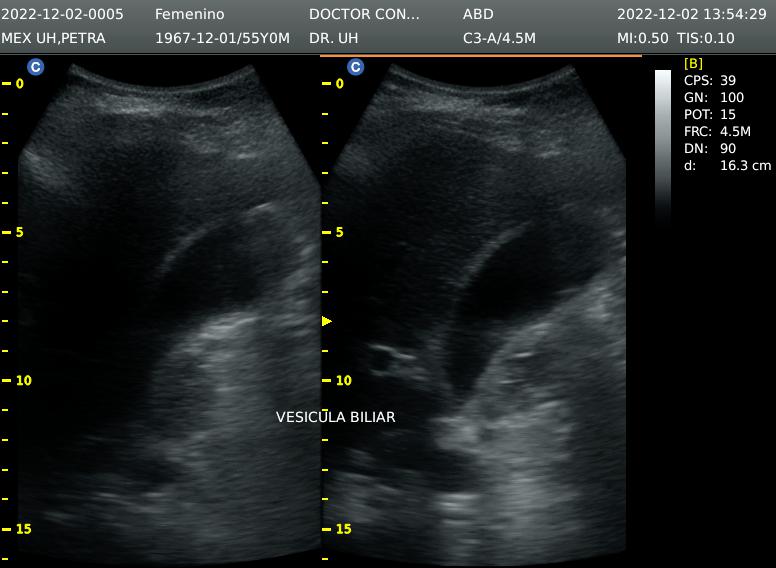 2022-12-02-0005 Femenino DOCTOR CON... ABD 2022-12-02 13:54:29
MEX UH,PETRA 1967-12-01/55Y0M DR. UH C3-A/4.5M MI:0.50 TIS:0.10
C C [B]
0 0 CPS: 39
GN: 100
POT: 15
FRC: 4.5M
DN: 90
d: 16.3 cm
5 5
10 10
VESICULA BILIAR
15 15